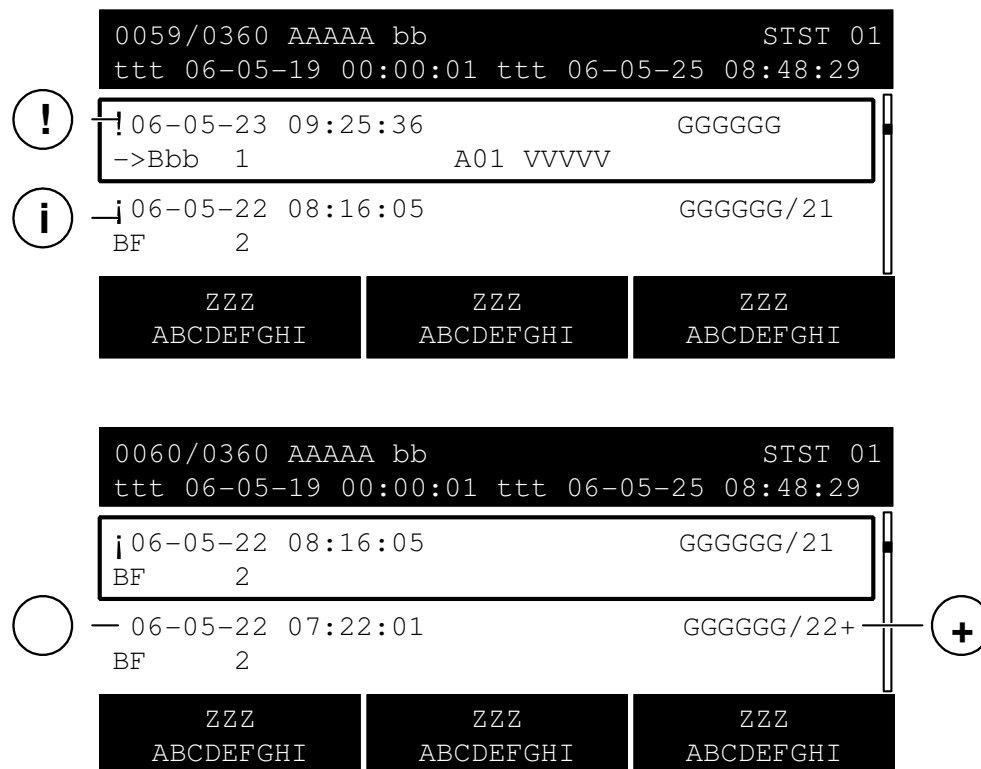 0059/0360 AAAAA bb STST 01
ttt 06-05-19 00:00:01 ttt 06-05-25 08:48:29
! !06-05-23 09:25:36 GGGGGG
->Bbb 1 A01 VVVVV
i ¡06-05-22 08:16:05 GGGGGG/21
BF 2
ZZZ ZZZ ZZZ
ABCDEFGHI ABCDEFGHI ABCDEFGHI
0060/0360 AAAAA bb STST 01
ttt 06-05-19 00:00:01 ttt 06-05-25 08:48:29
¡06-05-22 08:16:05 GGGGGG/21
BF 2
06-05-22 07:22:01 GGGGGG/22+ +
BF 2
ZZZ ZZZ ZZZ
ABCDEFGHI ABCDEFGHI ABCDEFGHI